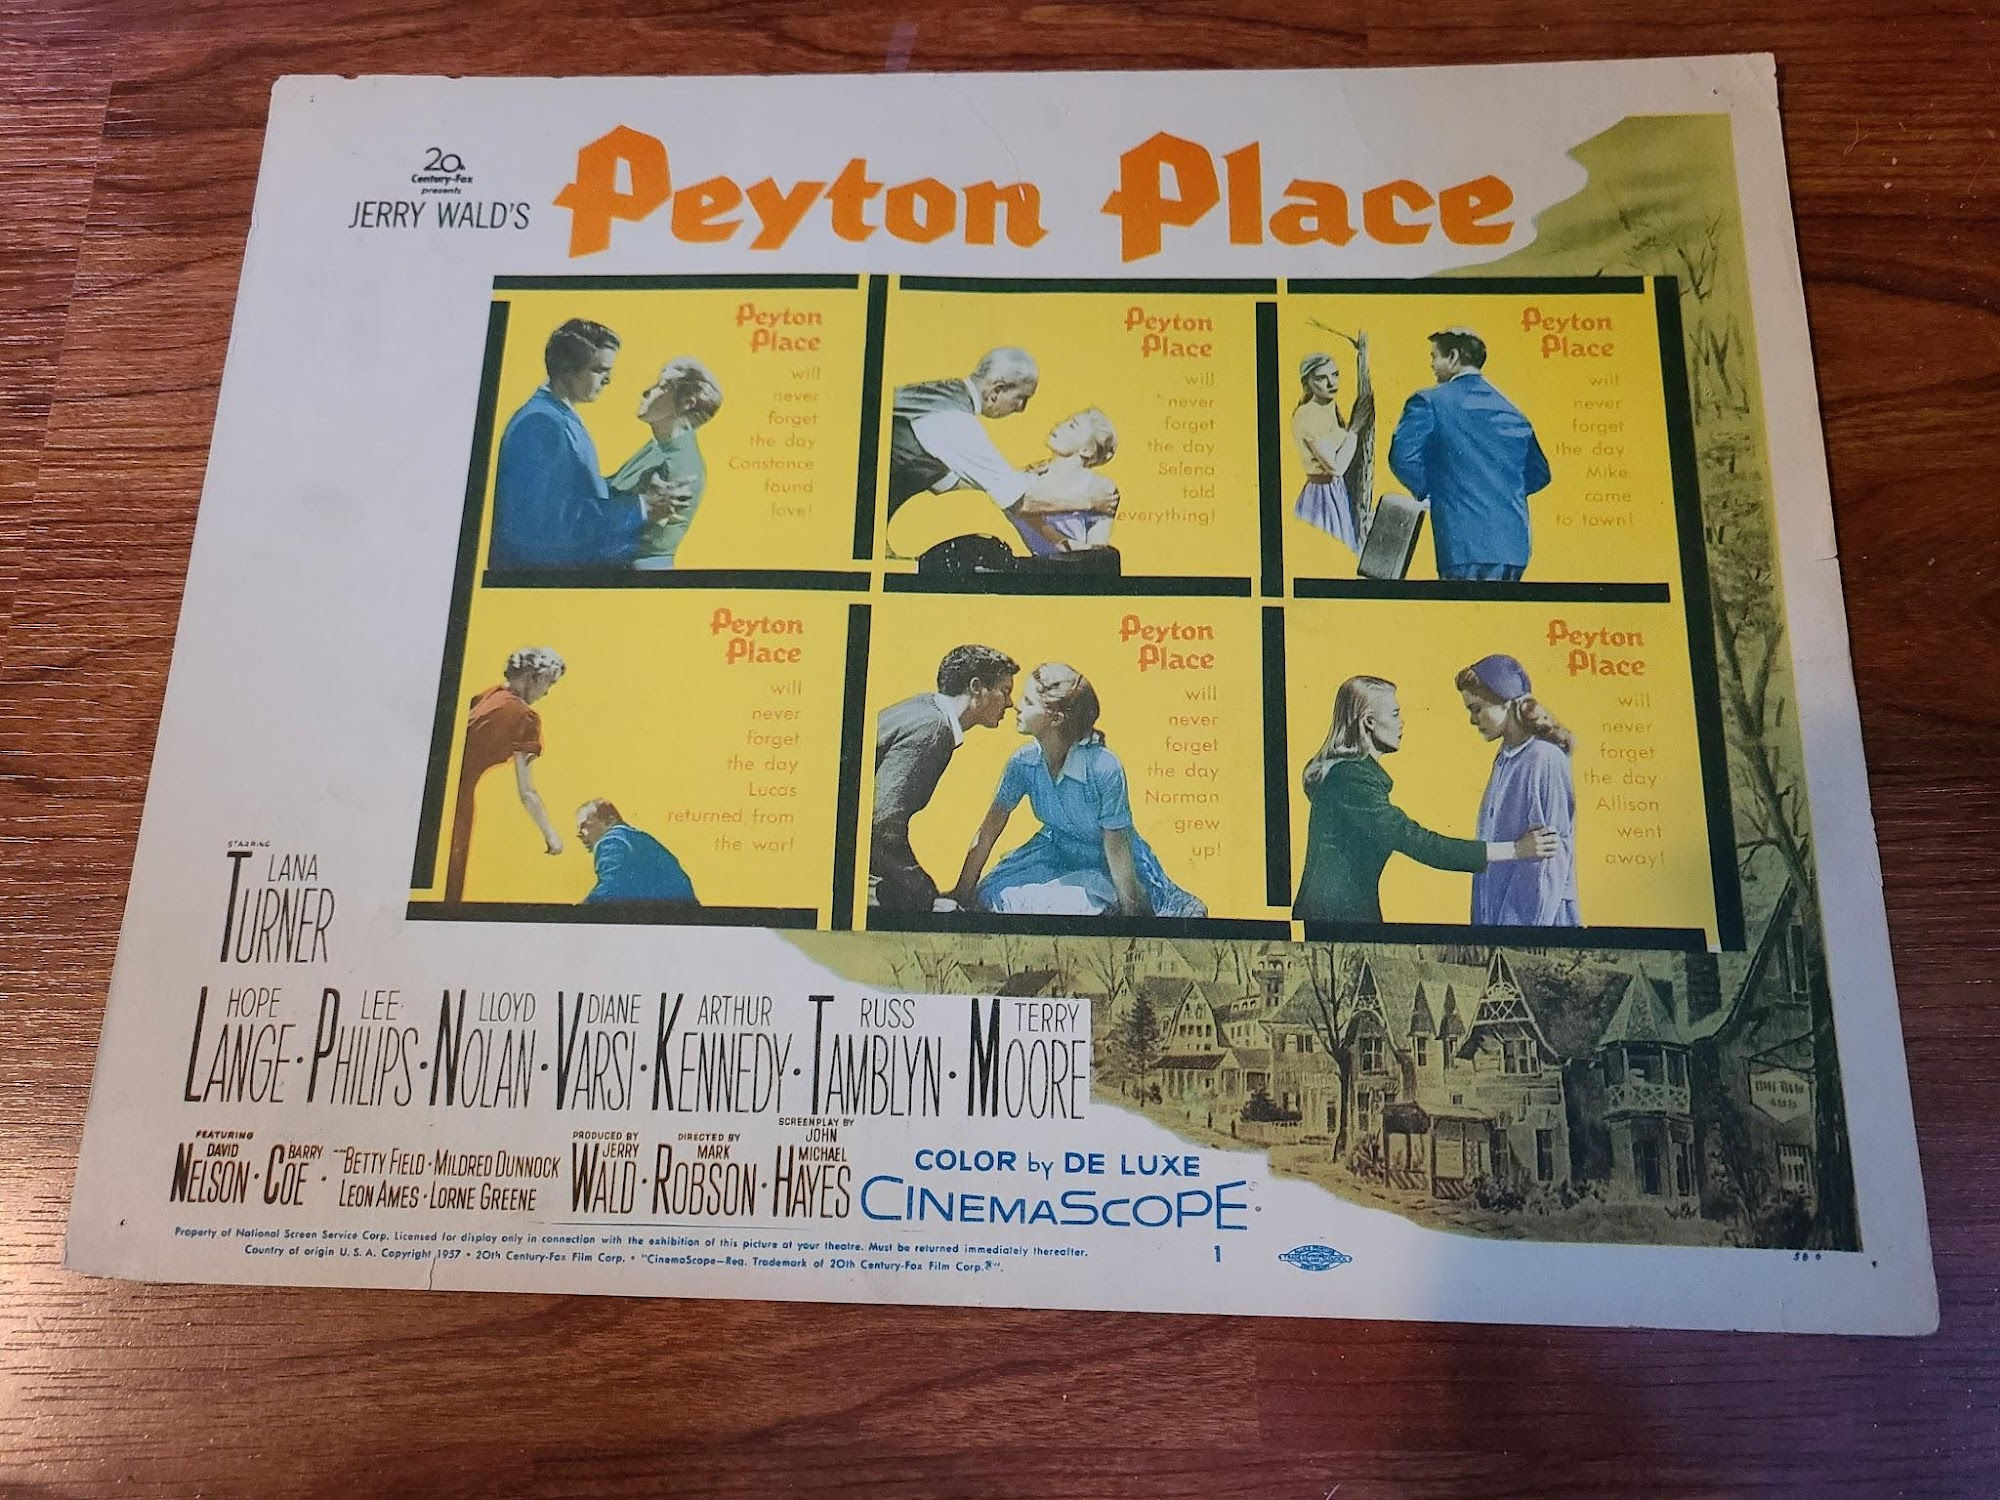 20th
Century-Fox
presents
JERRY WALD'S
Peyton Place
Peyton
Place
will
never
forget
the day
Constance
found
love!
Peyton
Place
will
never
forget
the day
Selena
told
everything!
Peyton
Place
will
never
forget
the day
Mike
came
to town!
Peyton
Place
will
never
forget
the day
Lucas
returned from
the war!
Peyton
Place
will
never
forget
the day
Norman
grew
up!
Peyton
Place
will
never
forget
the day
Allison
went
away!
STARRING
LANA
TURNER
HOPE LANGE · LEE PHILIPS · LLOYD NOLAN · DIANE VARSI · ARTHUR KENNEDY · RUSS TAMBLYN · TERRY MOORE
FEATURING
DAVID NELSON · BARRY COE ·
BETTY FIELD · MILDRED DUNNOCK
LEON AMES · LORNE GREENE
PRODUCED BY
JERRY WALD ·
DIRECTED BY
MARK ROBSON ·
SCREENPLAY BY
JOHN MICHAEL HAYES
COLOR by DE LUXE
CINEMASCOPE
Property of National Screen Service Corp. Licensed for display only in connection with the exhibition of this picture at your theatre. Must be returned immediately thereafter.
Country of origin U. S. A. Copyright 1957 · 20th Century-Fox Film Corp. · "CinemaScope—Reg. Trademark of 20th Century-Fox Film Corp."
1